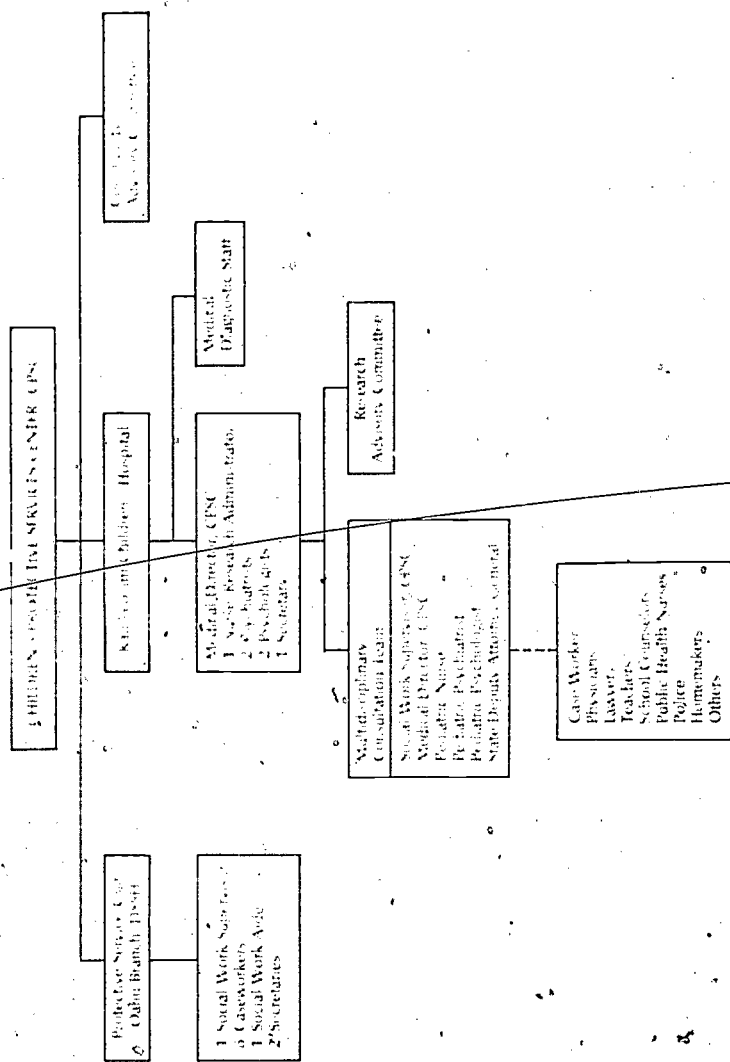 CHILDREN'S PROTECTIVE SERVICES CENTER CPSC
Protective Service Unit
Oahu Branch DSSH
Children's Hospital
Advisory
1 Social Work Supervisor
Caseworkers
1 Social Work Aide
2 Secretaries
Medical Director, CPSC
1 Nurse Research Administrator
2 Psychiatrists
2 Psychologists
1 Secretary
Medical
Diagnostic Staff
Multidisciplinary
Consultation Team
Social Work Supervisor, CPSC
Medical Director, CPSC
Pediatric Nurse
Pediatric Psychiatrist
Pediatric Psychologist
State Deputy Attorney General
Research
Advisory Committee
Case Worker
Physicians
Lawyers
Teachers
School Counselors
Public Health Nurses
Police
Homemakers
Others